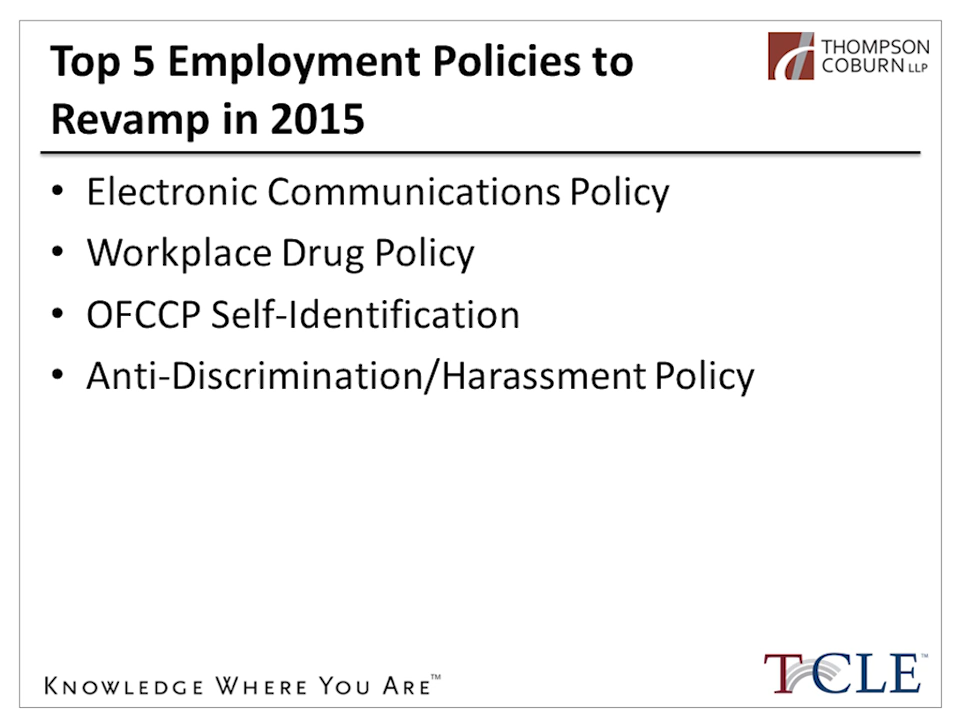 Top 5 Employment Policies to
Revamp in 2015
THOMPSON
COBURN LLP
• Electronic Communications Policy
• Workplace Drug Policy
• OFCCP Self-Identification
• Anti-Discrimination/Harassment Policy
KNOWLEDGE WHERE YOU ARE™
TCLE™